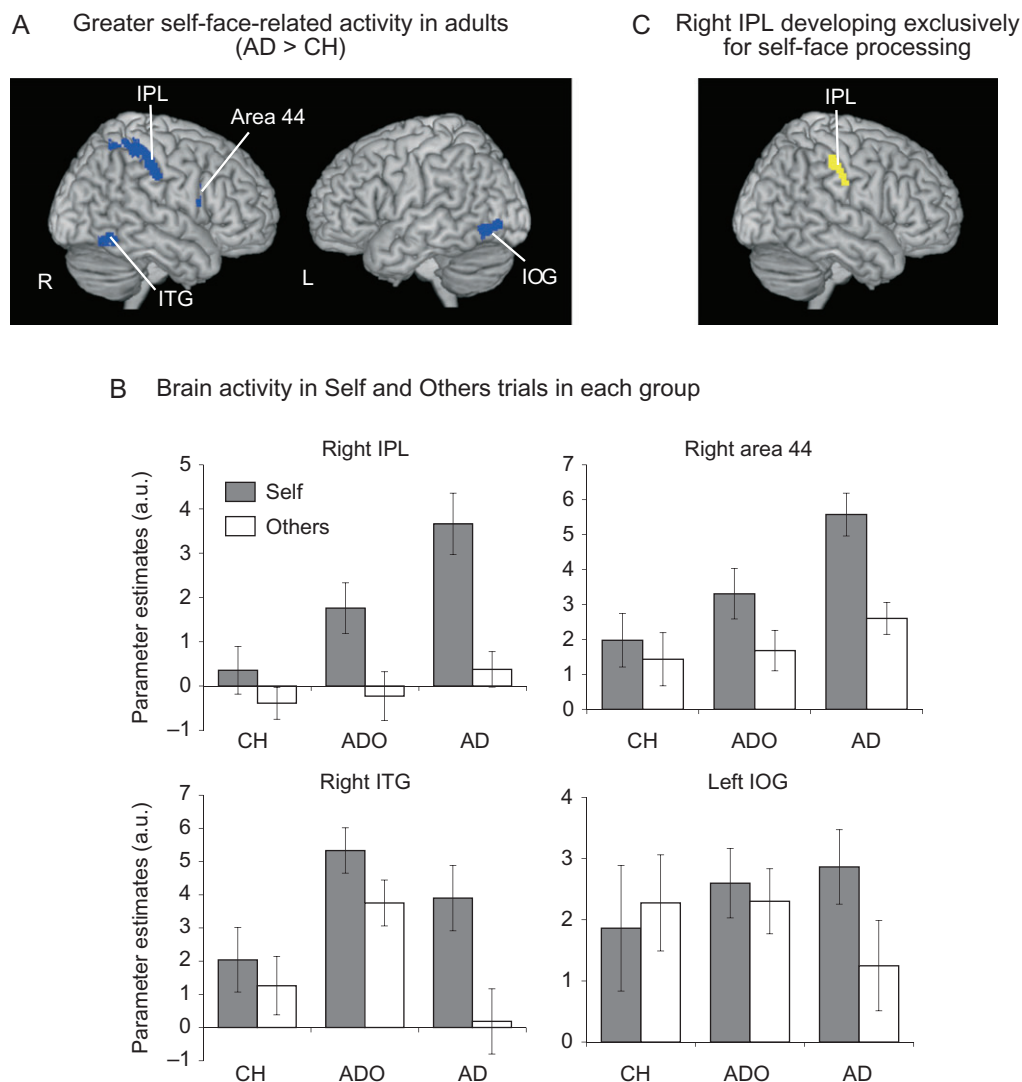 A Greater self-face-related activity in adults
(AD > CH)
IPL
Area 44
R
ITG
L
IOG
C Right IPL developing exclusively
for self-face processing
IPL
B Brain activity in Self and Others trials in each group
Right IPL
Parameter estimates (a.u.)
5
4
3
2
1
0
–1
Self
Others
CH ADO AD
Right area 44
7
6
5
4
3
2
1
0
CH ADO AD
Right ITG
Parameter estimates (a.u.)
7
6
5
4
3
2
1
0
–1
CH ADO AD
Left IOG
4
3
2
1
0
CH ADO AD